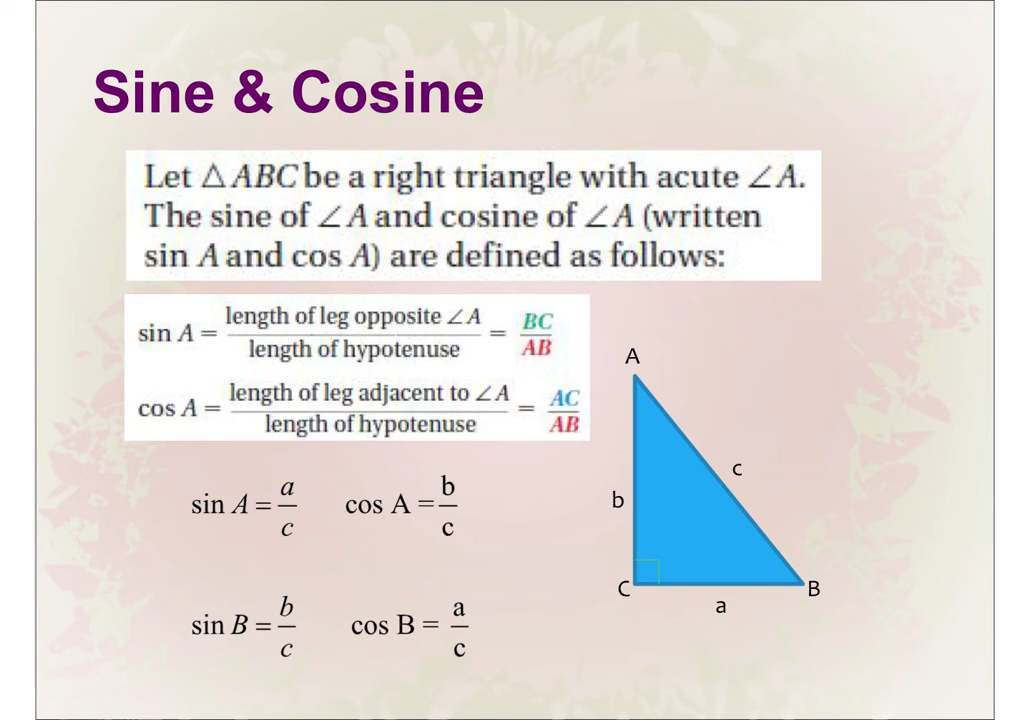 Sine & Cosine
Let △ABC be a right triangle with acute ∠A.
The sine of ∠A and cosine of ∠A (written
sin A and cos A) are defined as follows:
sin A = length of leg opposite ∠A / length of hypotenuse = BC / AB
cos A = length of leg adjacent to ∠A / length of hypotenuse = AC / AB
sin A = a / c cos A = b / c
sin B = b / c cos B = a / c
A
c
b
C
B
a